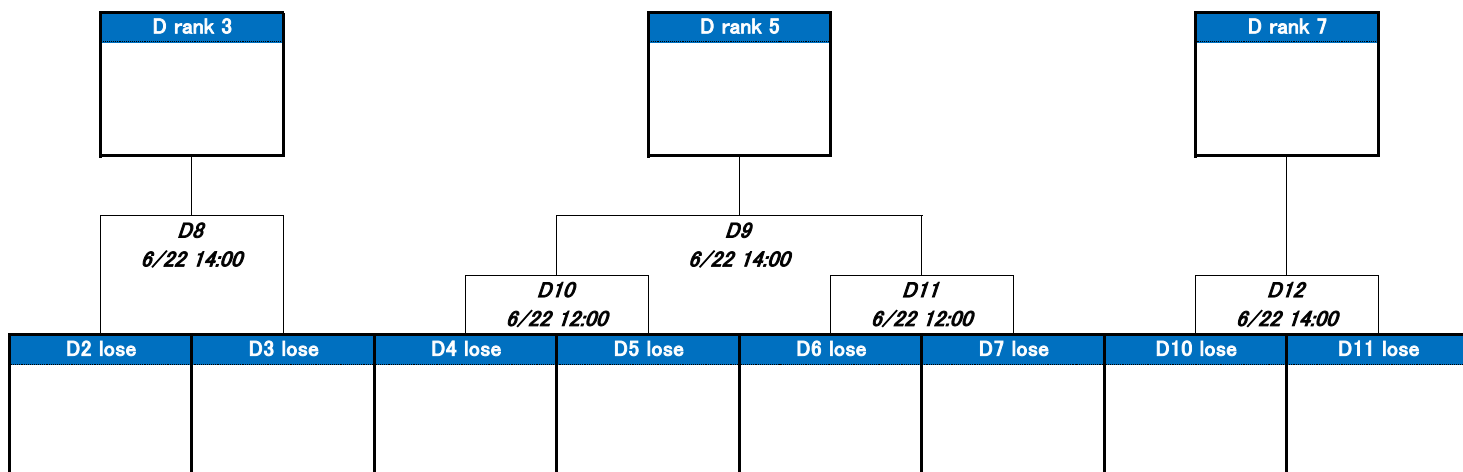 D rank 3
D rank 5
D rank 7
D8
6/22 14:00
D9
6/22 14:00
D10
6/22 12:00
D11
6/22 12:00
D12
6/22 14:00
D2 lose
D3 lose
D4 lose
D5 lose
D6 lose
D7 lose
D10 lose
D11 lose